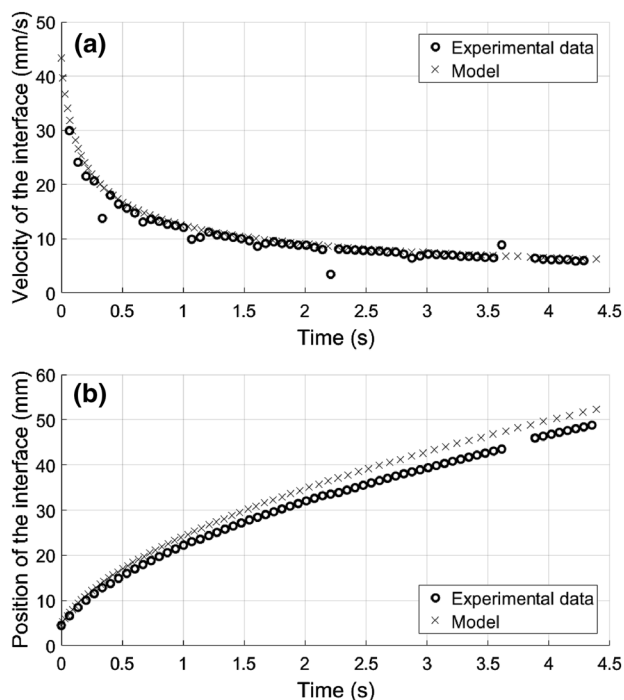 (a)
Velocity of the interface (mm/s)
50
40
30
20
10
0
Experimental data
Model
0 0.5 1 1.5 2 2.5 3 3.5 4 4.5
Time (s)
(b)
Position of the interface (mm)
60
50
40
30
20
10
0
Experimental data
Model
0 0.5 1 1.5 2 2.5 3 3.5 4 4.5
Time (s)